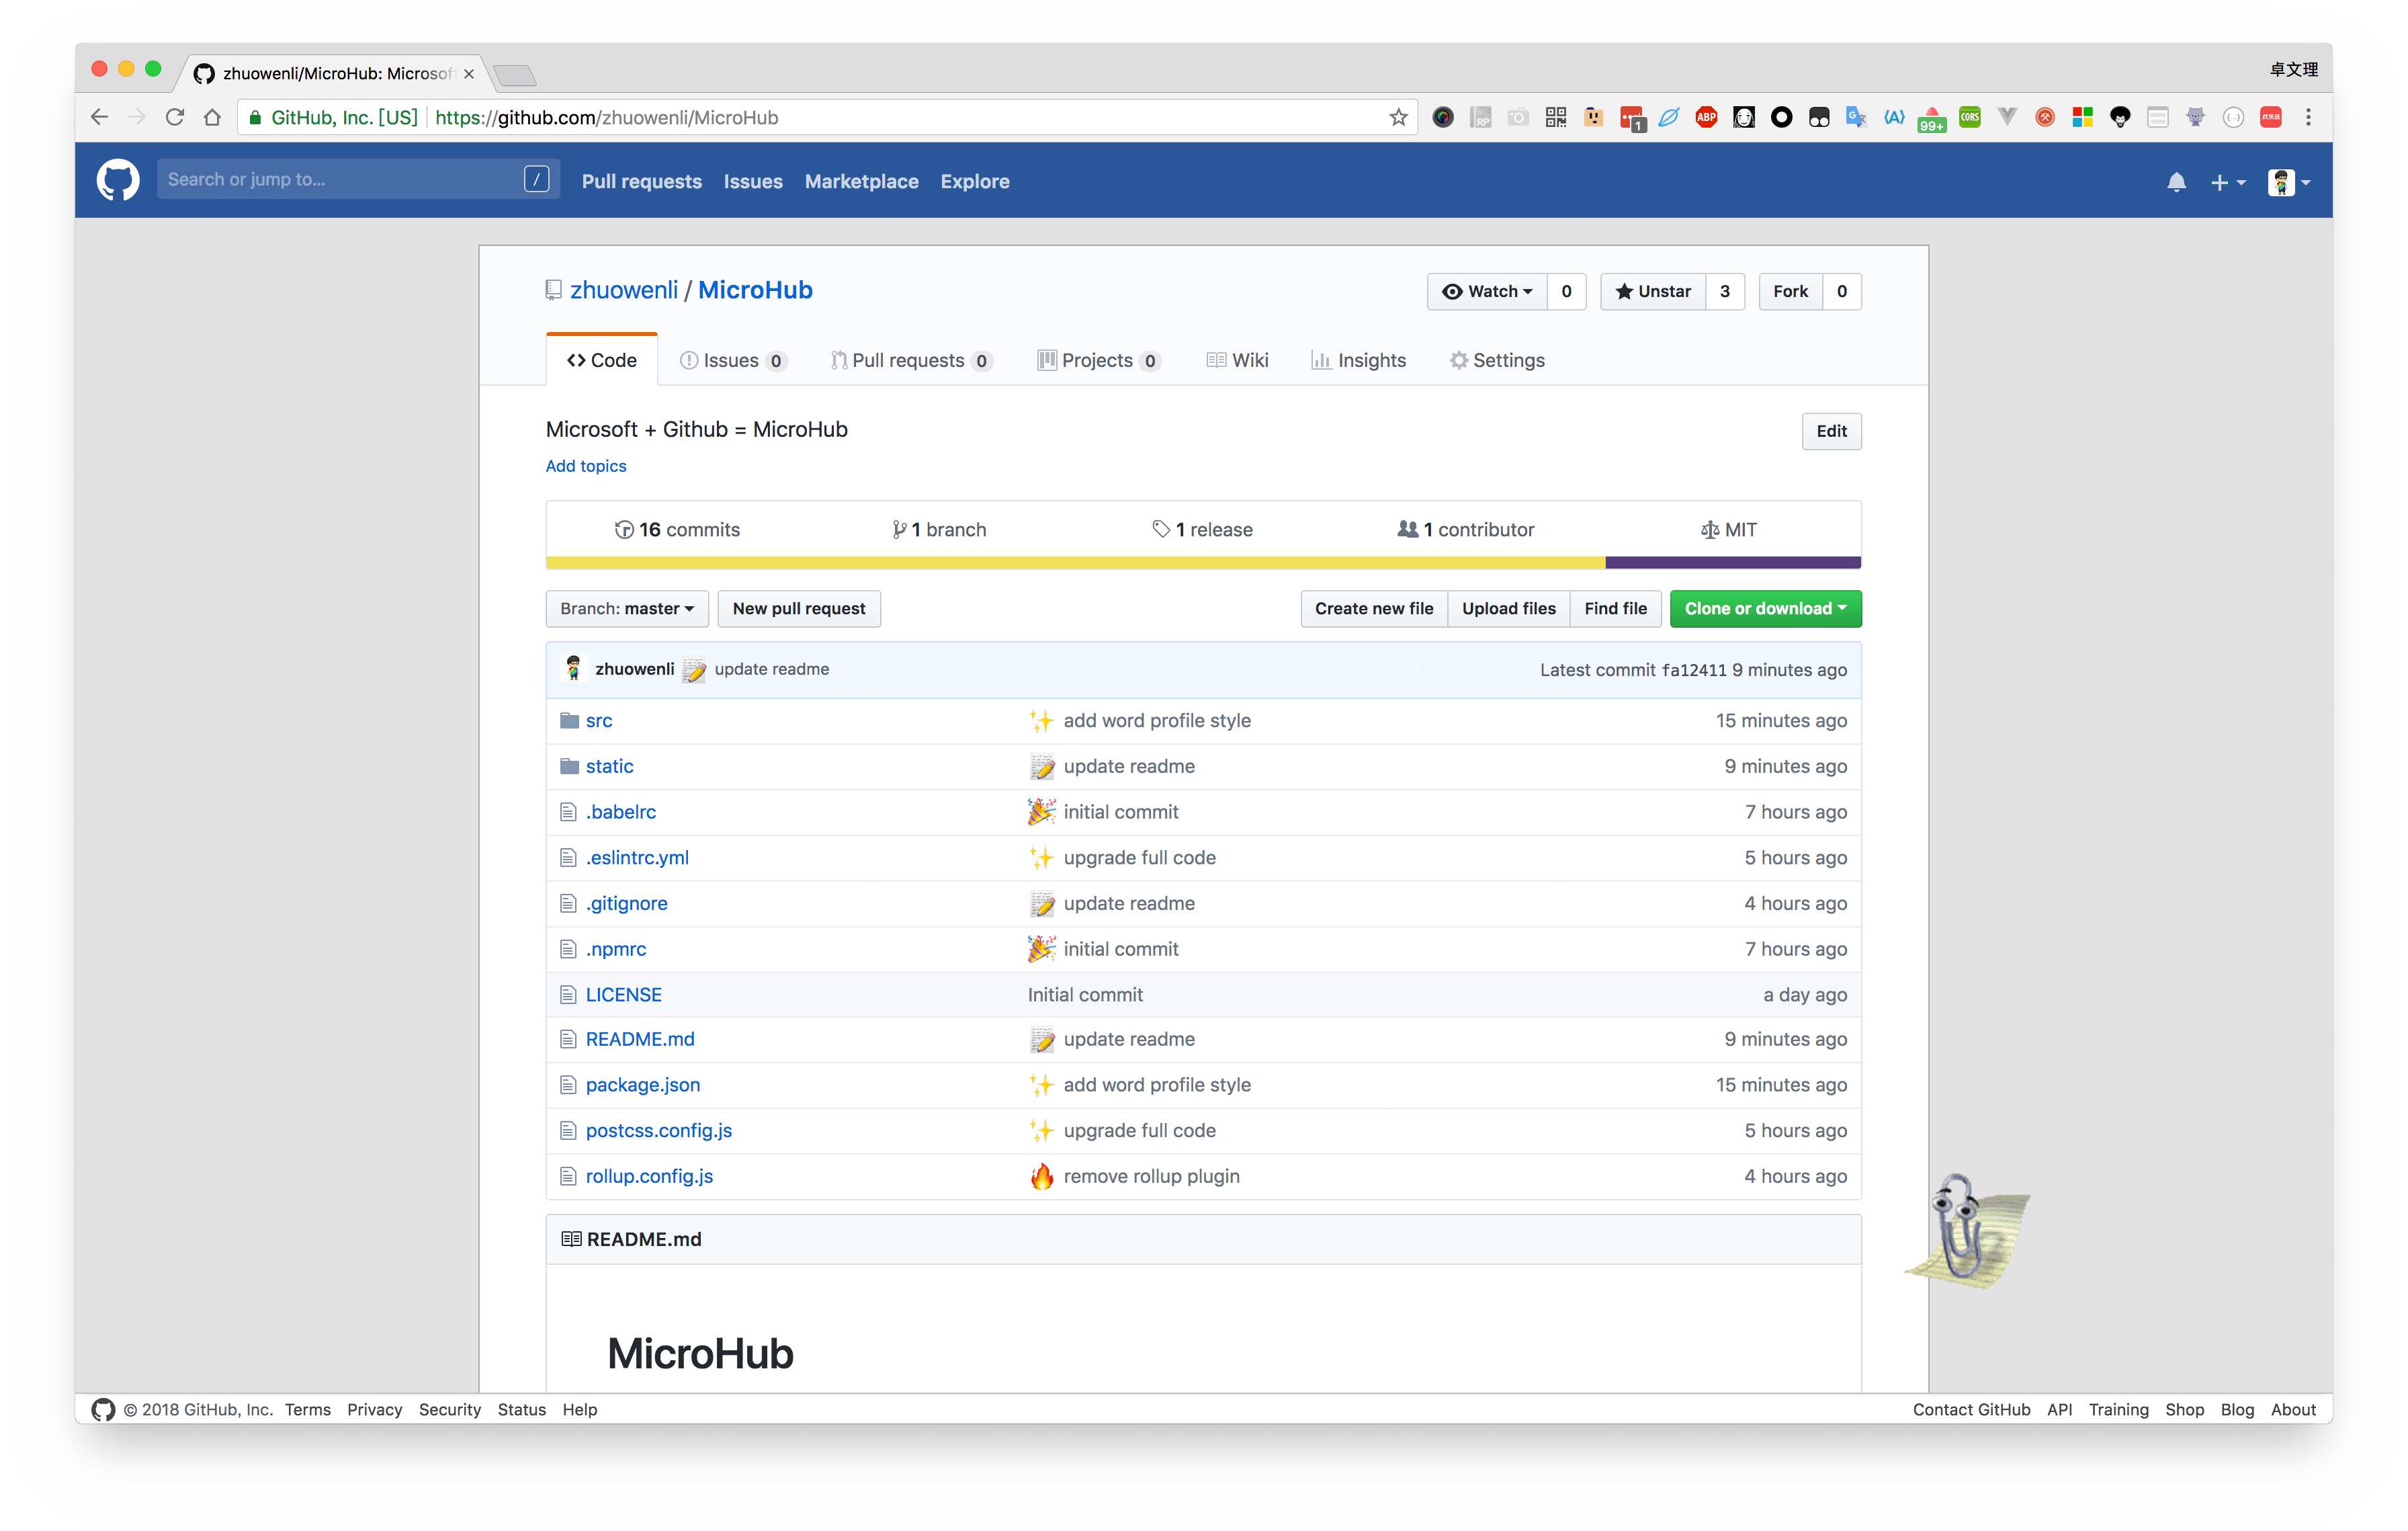 zhuowenli/MicroHub: Microsof
卓文理
GitHub, Inc. [US] https://github.com/zhuowenli/MicroHub
RP 1 ABP 99+ CORS
Search or jump to... / Pull requests Issues Marketplace Explore
zhuowenli / MicroHub Watch 0 Unstar 3 Fork 0
Code Issues 0 Pull requests 0 Projects 0 Wiki Insights Settings
Microsoft + Github = MicroHub Edit
Add topics
16 commits 1 branch 1 release 1 contributor MIT
Branch: master New pull request Create new file Upload files Find file Clone or download
zhuowenli update readme Latest commit fa12411 9 minutes ago
src add word profile style 15 minutes ago
static update readme 9 minutes ago
.babelrc initial commit 7 hours ago
.eslintrc.yml upgrade full code 5 hours ago
.gitignore update readme 4 hours ago
.npmrc initial commit 7 hours ago
LICENSE Initial commit a day ago
README.md update readme 9 minutes ago
package.json add word profile style 15 minutes ago
postcss.config.js upgrade full code 5 hours ago
rollup.config.js remove rollup plugin 4 hours ago
README.md
MicroHub
© 2018 GitHub, Inc. Terms Privacy Security Status Help Contact GitHub API Training Shop Blog About